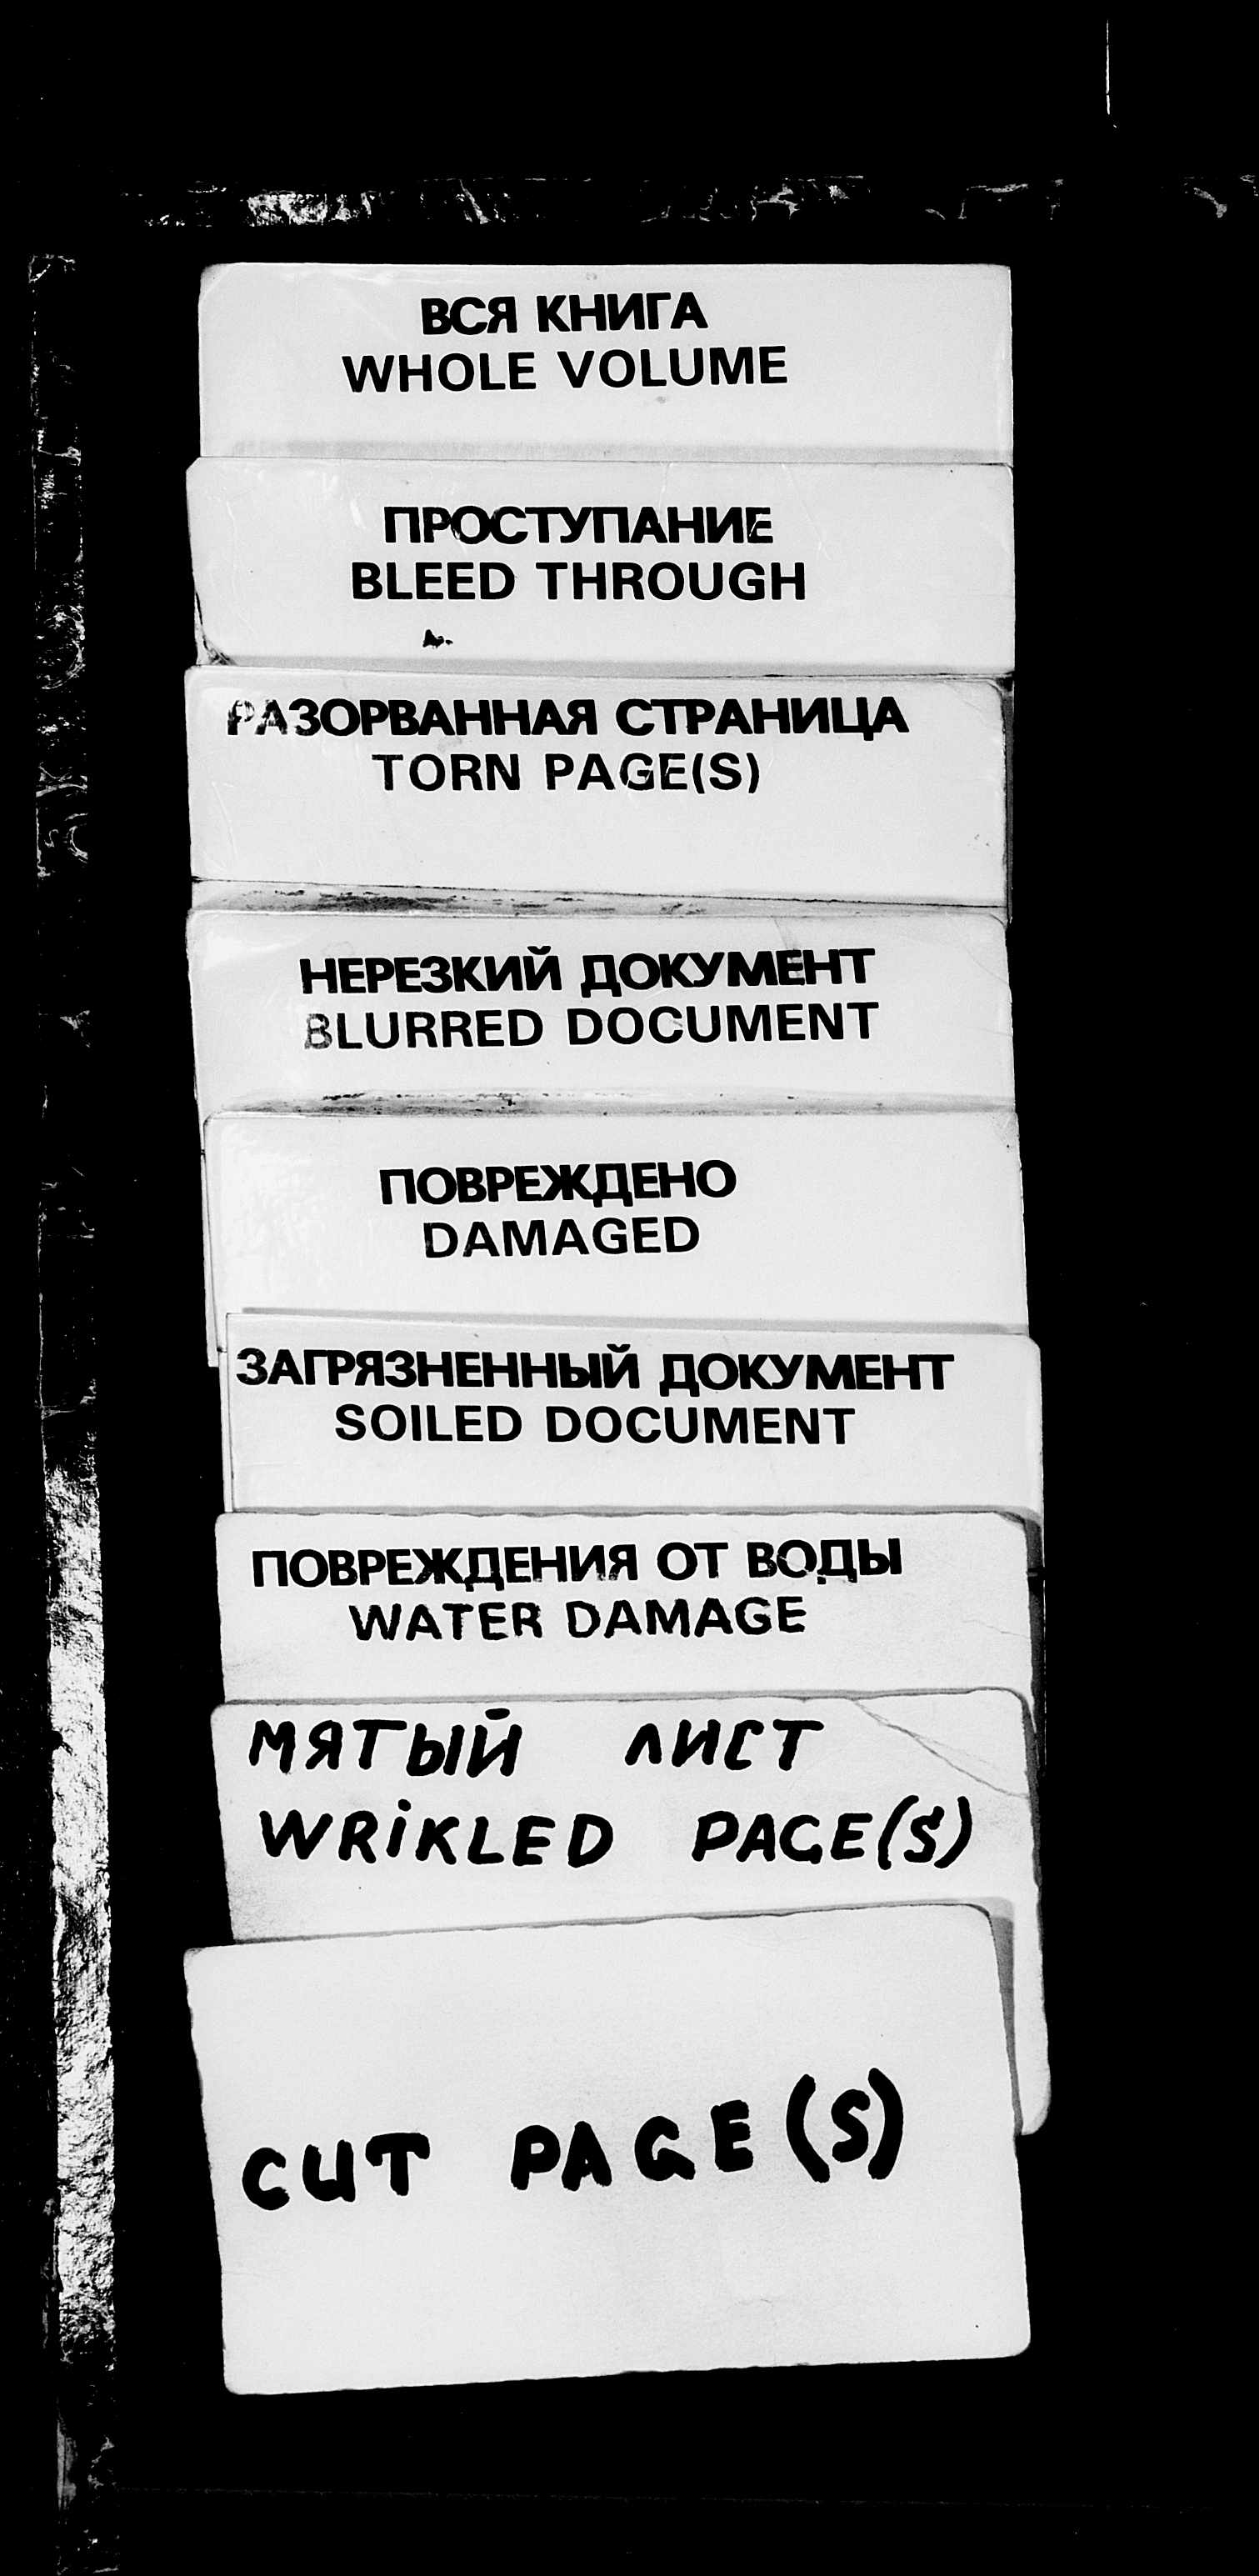 ВСЯ КНИГА
WHOLE VOLUME
ПРОСТУПАНИЕ
BLEED THROUGH
РАЗОРВАННАЯ СТРАНИЦА
TORN PAGE(S)
НЕРЕЗКИЙ ДОКУМЕНТ
BLURRED DOCUMENT
ПОВРЕЖДЕНО
DAMAGED
ЗАГРЯЗНЕННЫЙ ДОКУМЕНТ
SOILED DOCUMENT
ПОВРЕЖДЕНИЯ ОТ ВОДЫ
WATER DAMAGE
МЯТЫЙ ЛИСТ
WRiKLED PAGE(S)
CUT PAGE(S)